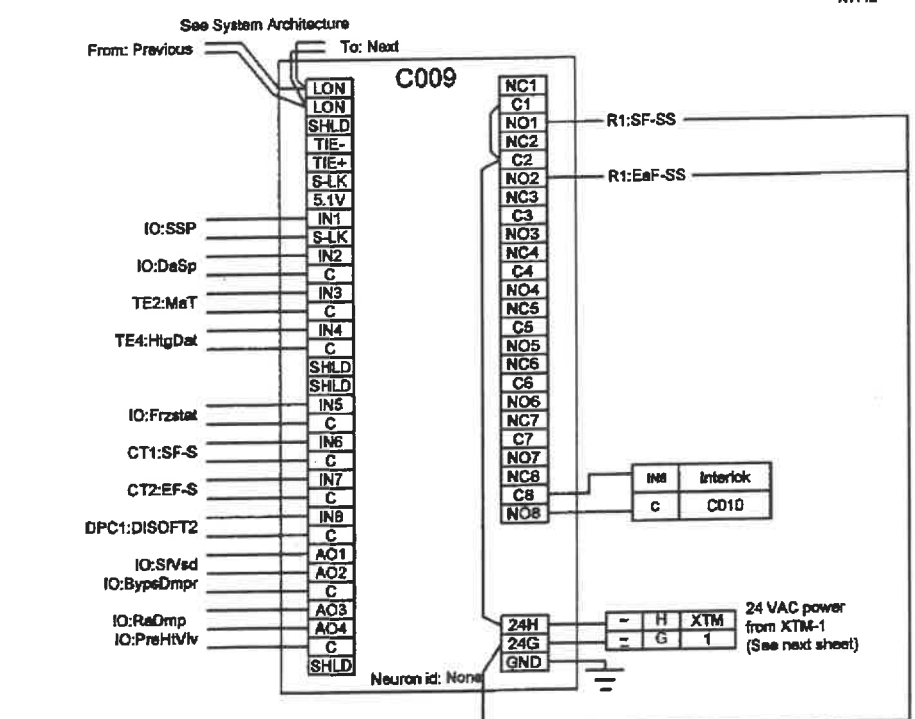 See System Architecture
From: Previous
To: Next
C009
LON
LON
SHLD
TIE-
TIE+
S-LK
5.1V
IN1
S-LK
IN2
C
IN3
C
IN4
C
SHLD
SHLD
IN5
C
IN6
C
IN7
C
IN8
C
AO1
AO2
C
AO3
AO4
C
SHLD
IO:SSP
IO:DaSp
TE2:MaT
TE4:HtgDat
IO:Frzstat
CT1:SF-S
CT2:EF-S
DPC1:DISOFT2
IO:SfVsd
IO:BypsDmpr
IO:RaDmp
IO:PreHtVlv
NC1
C1
NO1
NC2
C2
NO2
NC3
C3
NO3
NC4
C4
NO4
NC5
C5
NO5
NC6
C6
NO6
NC7
C7
NO7
NC8
C8
NO8
R1:SF-SS
R1:EaF-SS
Interlok
C C010
24H
24G
GND
~ H XTM
G 1
24 VAC power
from XTM-1
(See next sheet)
Neuron id: None